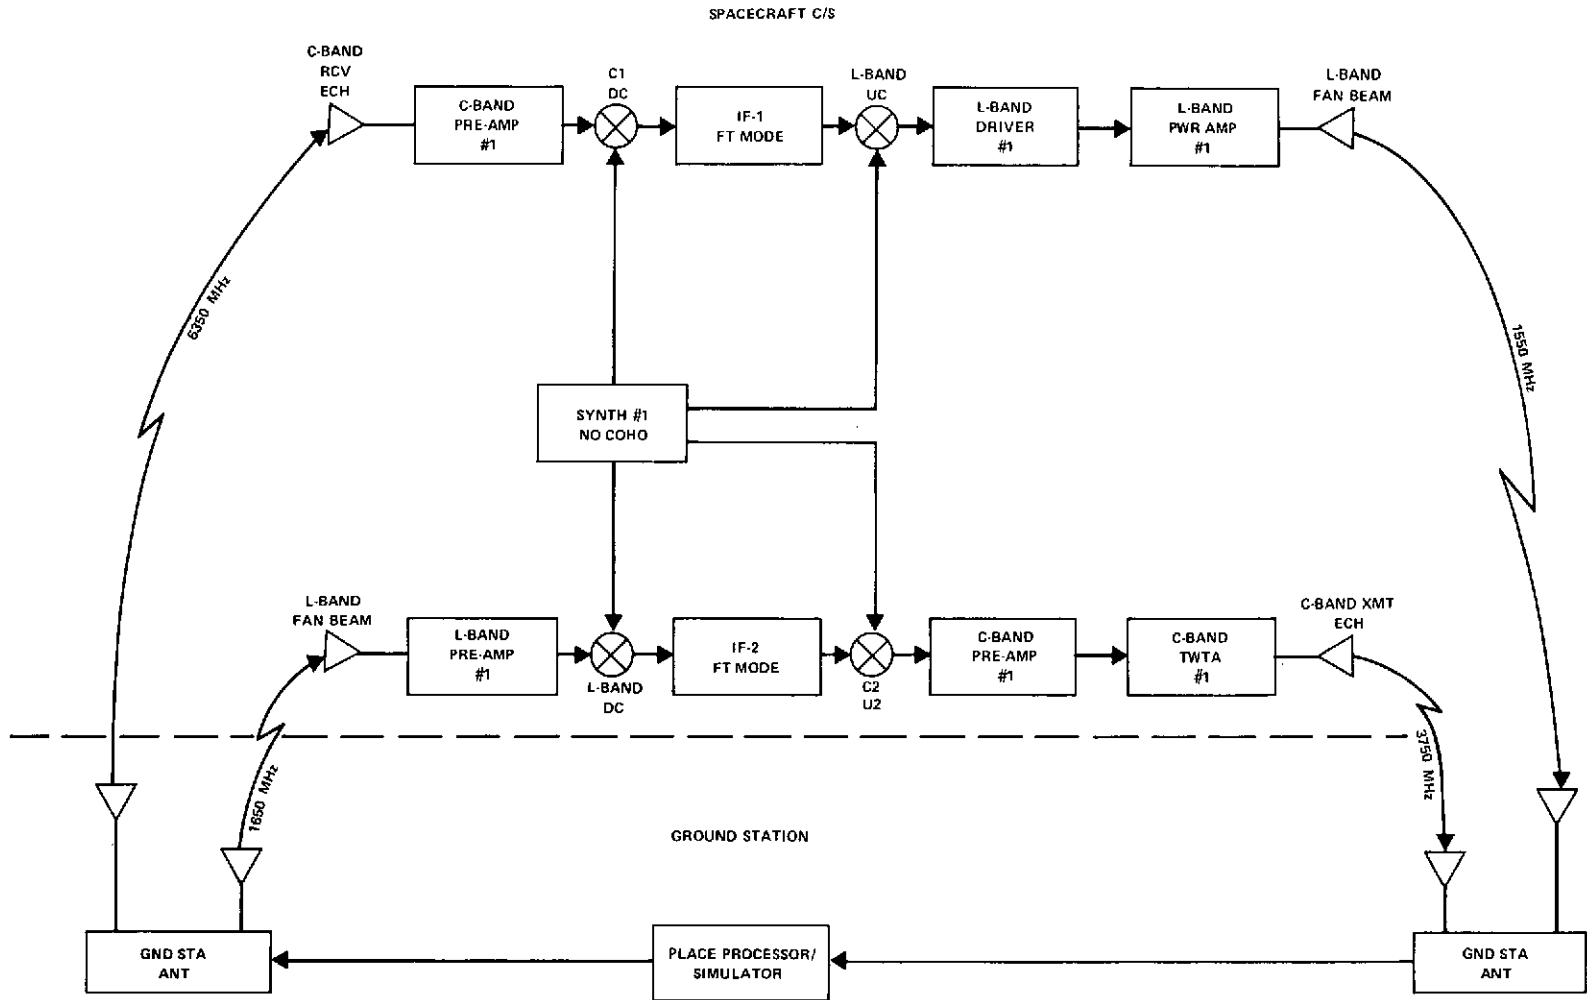 SPACECRAFT C/S
C-BAND
RCV
ECH
C-BAND
PRE-AMP
#1
C1
DC
IF-1
FT MODE
L-BAND
UC
L-BAND
DRIVER
#1
L-BAND
PWR AMP
#1
L-BAND
FAN BEAM
6350 MHz
1550 MHz
SYNTH #1
NO COHO
L-BAND
FAN BEAM
L-BAND
PRE-AMP
#1
L-BAND
DC
IF-2
FT MODE
C2
U2
C-BAND
PRE-AMP
#1
C-BAND
TWTA
#1
C-BAND XMT
ECH
1650 MHz
3750 MHz
GROUND STATION
GND STA
ANT
PLACE PROCESSOR/
SIMULATOR
GND STA
ANT